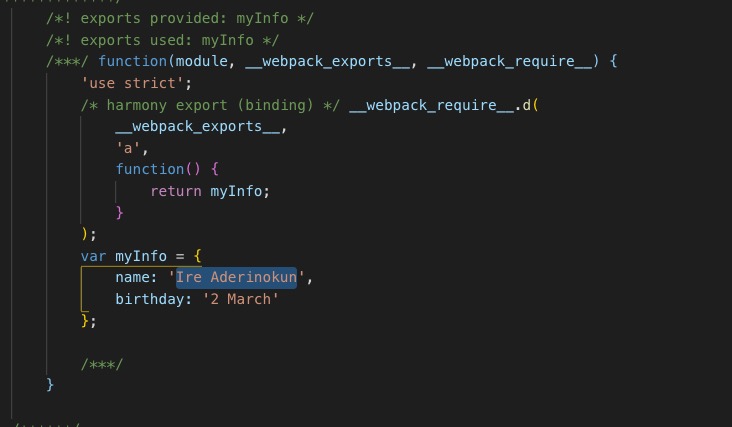 /*! exports provided: myInfo */
/*! exports used: myInfo */
/***/ function(module, __webpack_exports__, __webpack_require__) {
'use strict';
/* harmony export (binding) */ __webpack_require__.d(
__webpack_exports__,
'a',
function() {
return myInfo;
}
);
var myInfo = {
name: 'Ire Aderinokun',
birthday: '2 March'
};
/***/
}